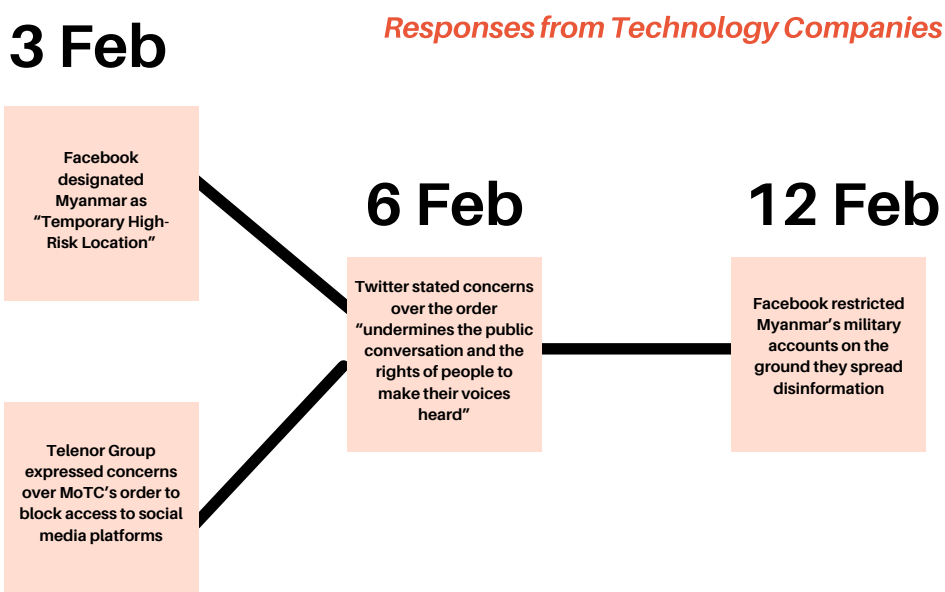 Responses from Technology Companies
3 Feb
Facebook
designated
Myanmar as
“Temporary High-
Risk Location”
Telenor Group
expressed concerns
over MoTC’s order to
block access to social
media platforms
6 Feb
Twitter stated concerns
over the order
“undermines the public
conversation and the
rights of people to
make their voices
heard”
12 Feb
Facebook restricted
Myanmar’s military
accounts on the
ground they spread
disinformation